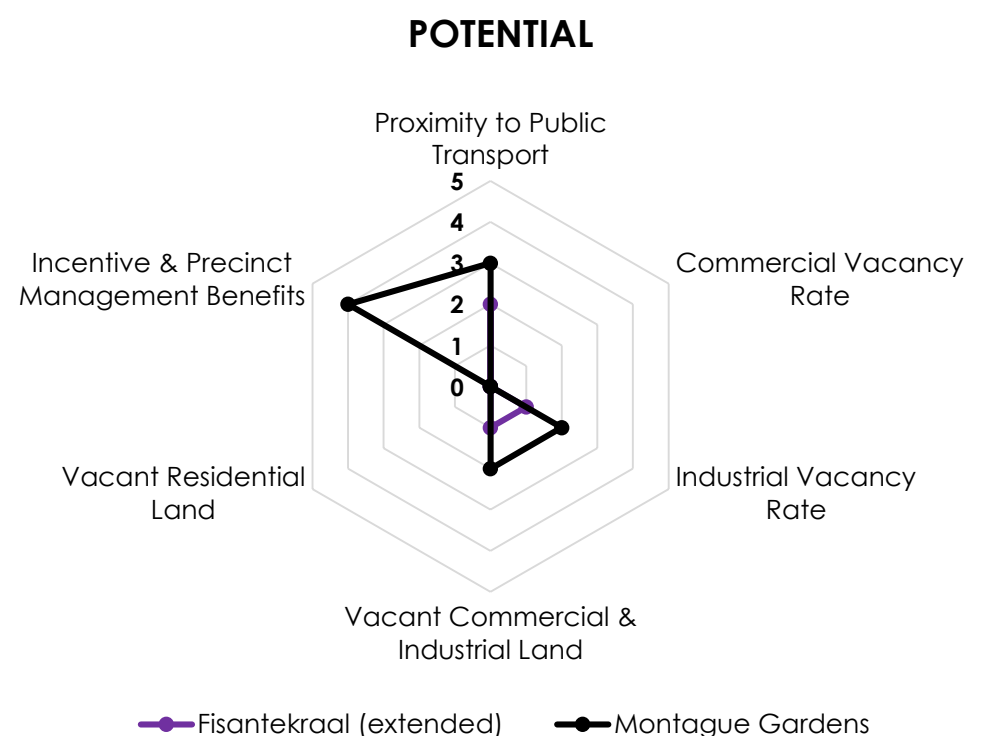 POTENTIAL
Proximity to Public
Transport
5
4
3
2
1
0
Incentive & Precinct
Management Benefits
Commercial Vacancy
Rate
Vacant Residential
Land
Industrial Vacancy
Rate
Vacant Commercial &
Industrial Land
Fisantekraal (extended)
Montague Gardens